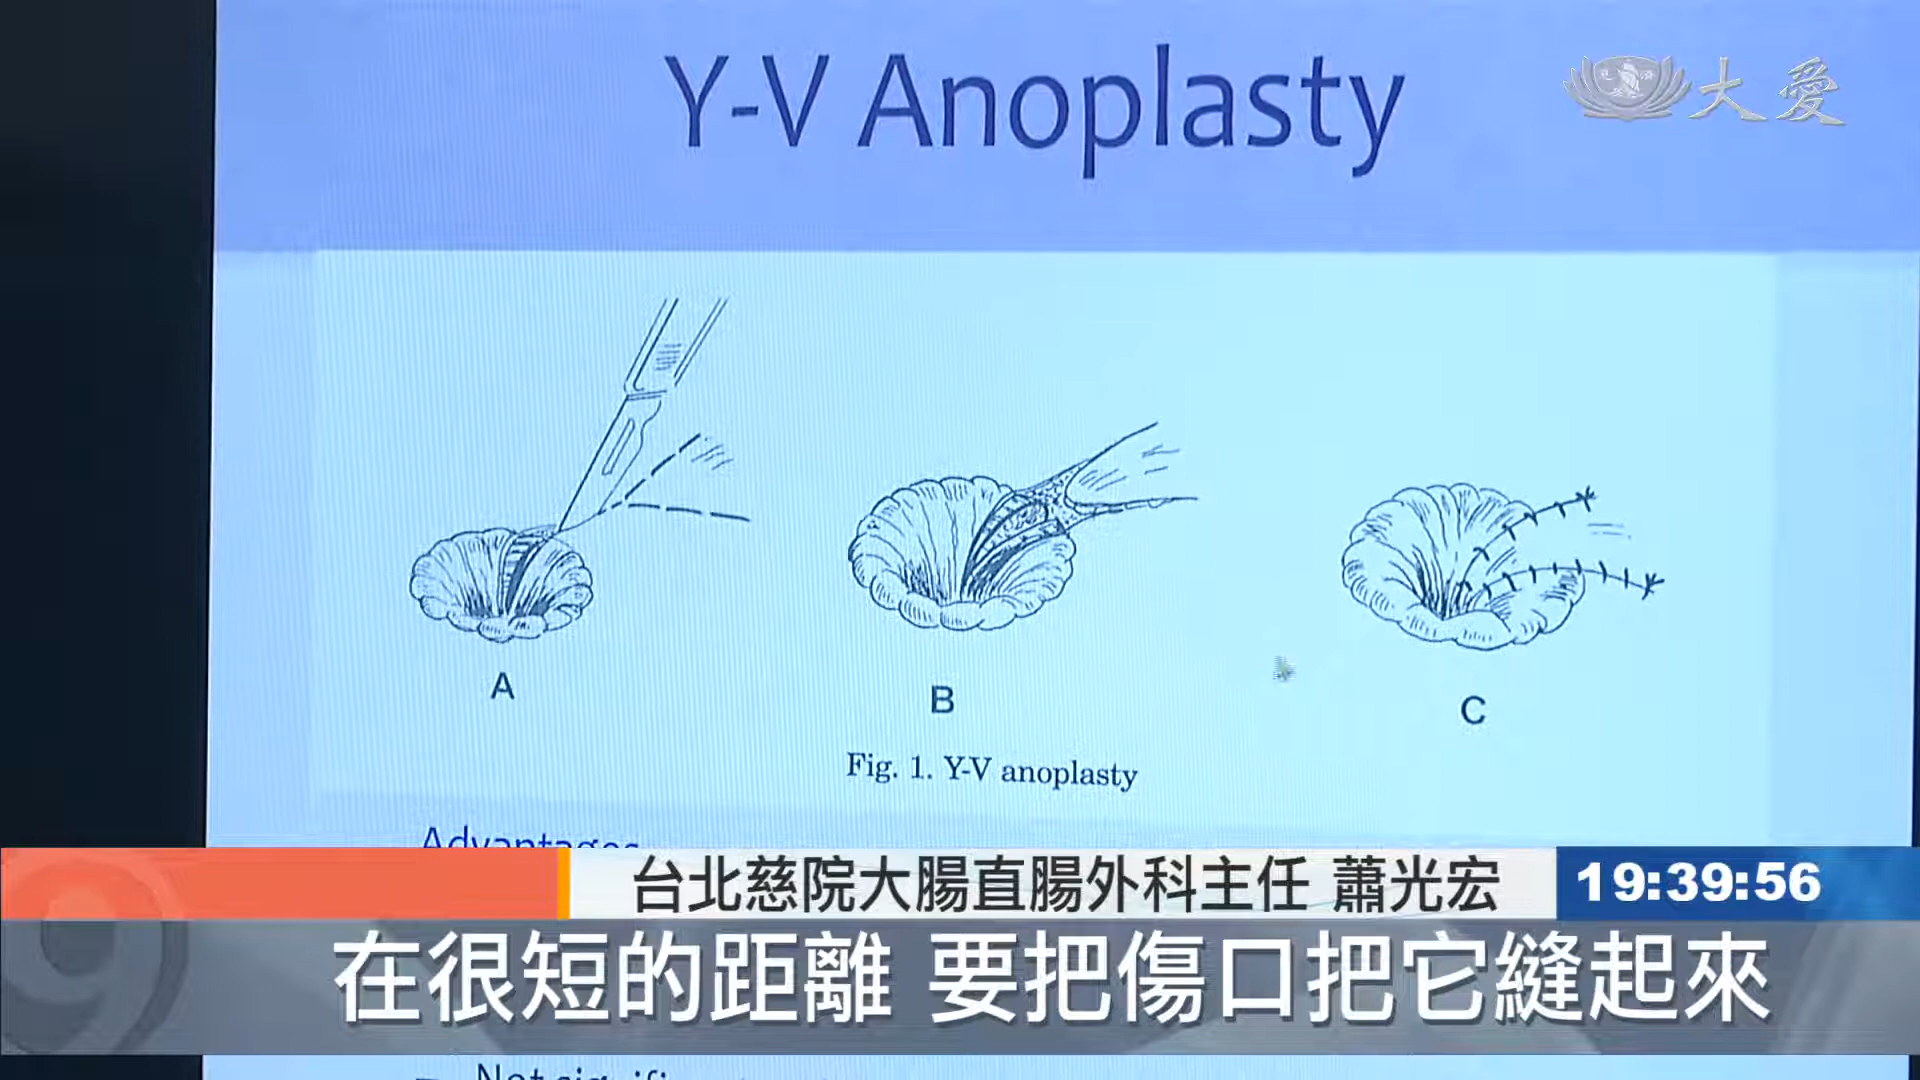 Y-V Anoplasty
大愛
A
B
C
Fig. 1. Y-V anoplasty
Advantages
台北慈院大腸直腸外科主任 蕭光宏
19:39:56
在很短的距離 要把傷口把它縫起來